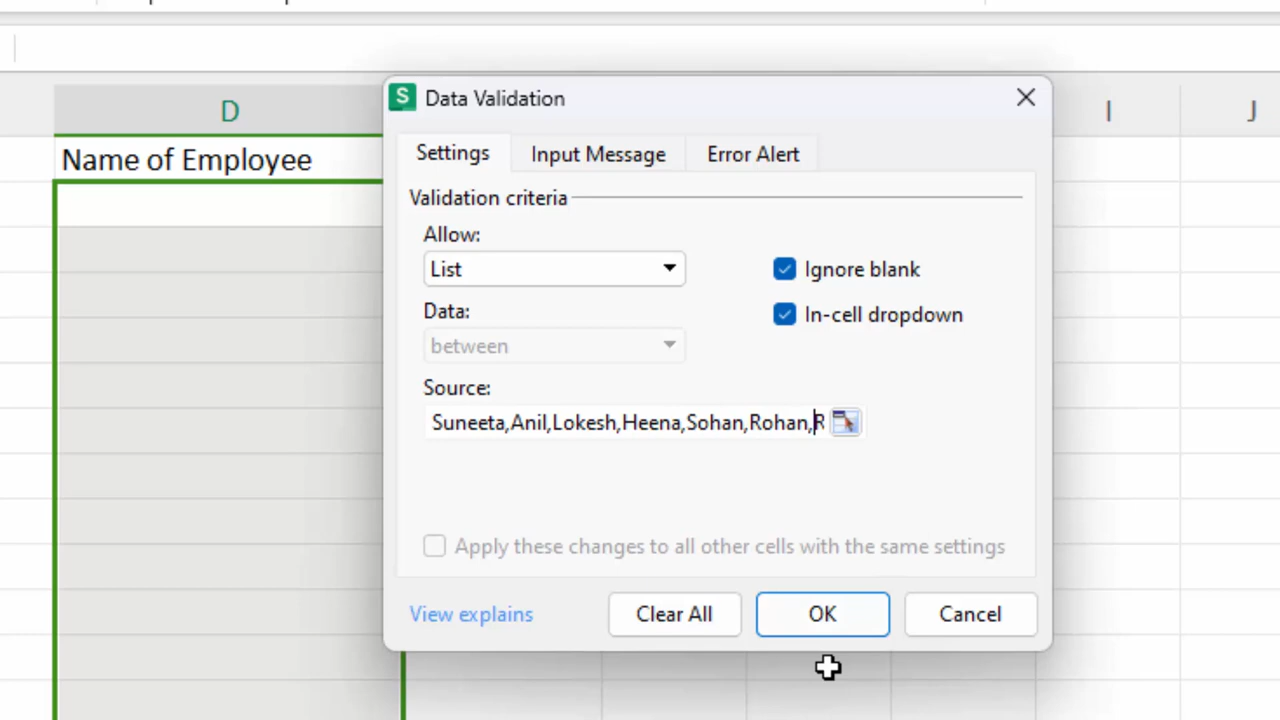 S Data Validation
D
I
J
Name of Employee
Settings
Input Message
Error Alert
Validation criteria
Allow:
List
Ignore blank
Data:
In-cell dropdown
between
Source:
Suneeta,Anil,Lokesh,Heena,Sohan,Rohan,R
Apply these changes to all other cells with the same settings
View explains
Clear All
OK
Cancel